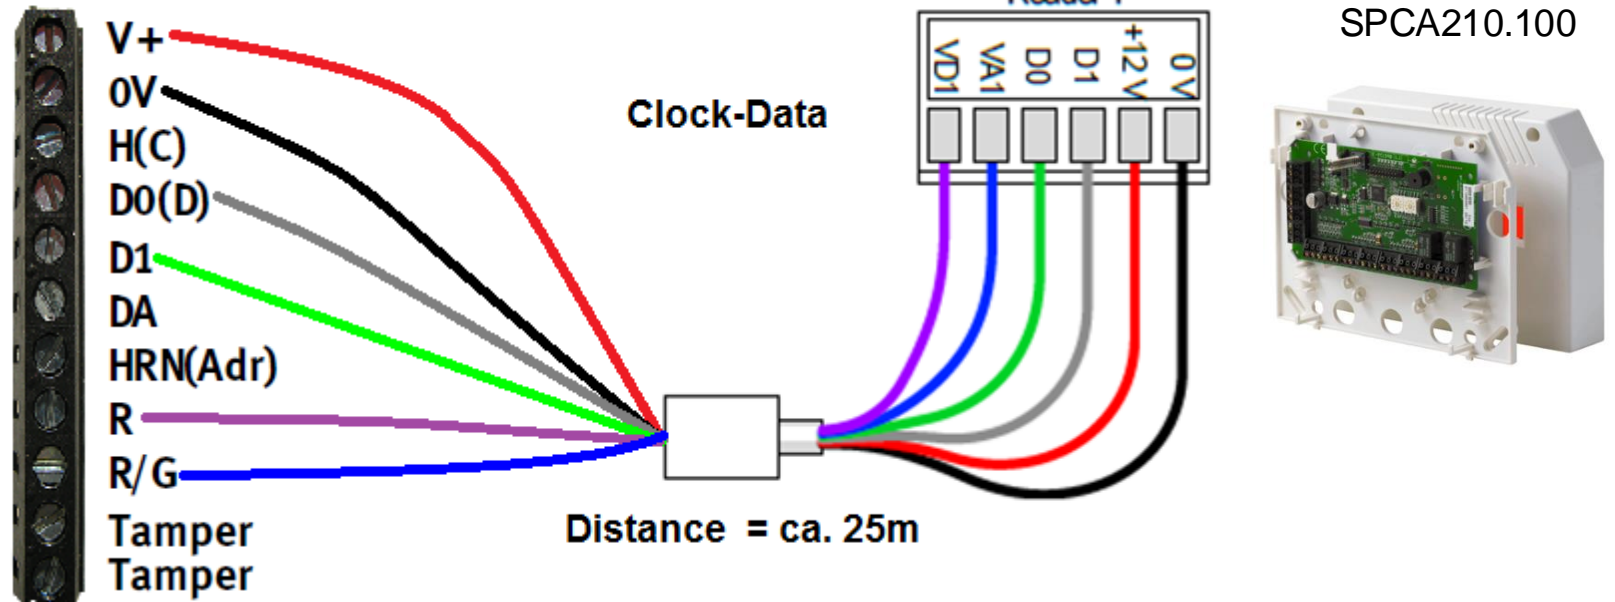 V+
0V
H(C)
D0(D)
D1
DA
HRN(Adr)
R
R/G
Tamper
Tamper
Clock-Data
Distance = ca. 25m
VD1
VA1
D0
D1
+12 V
0 V
SPCA210.100